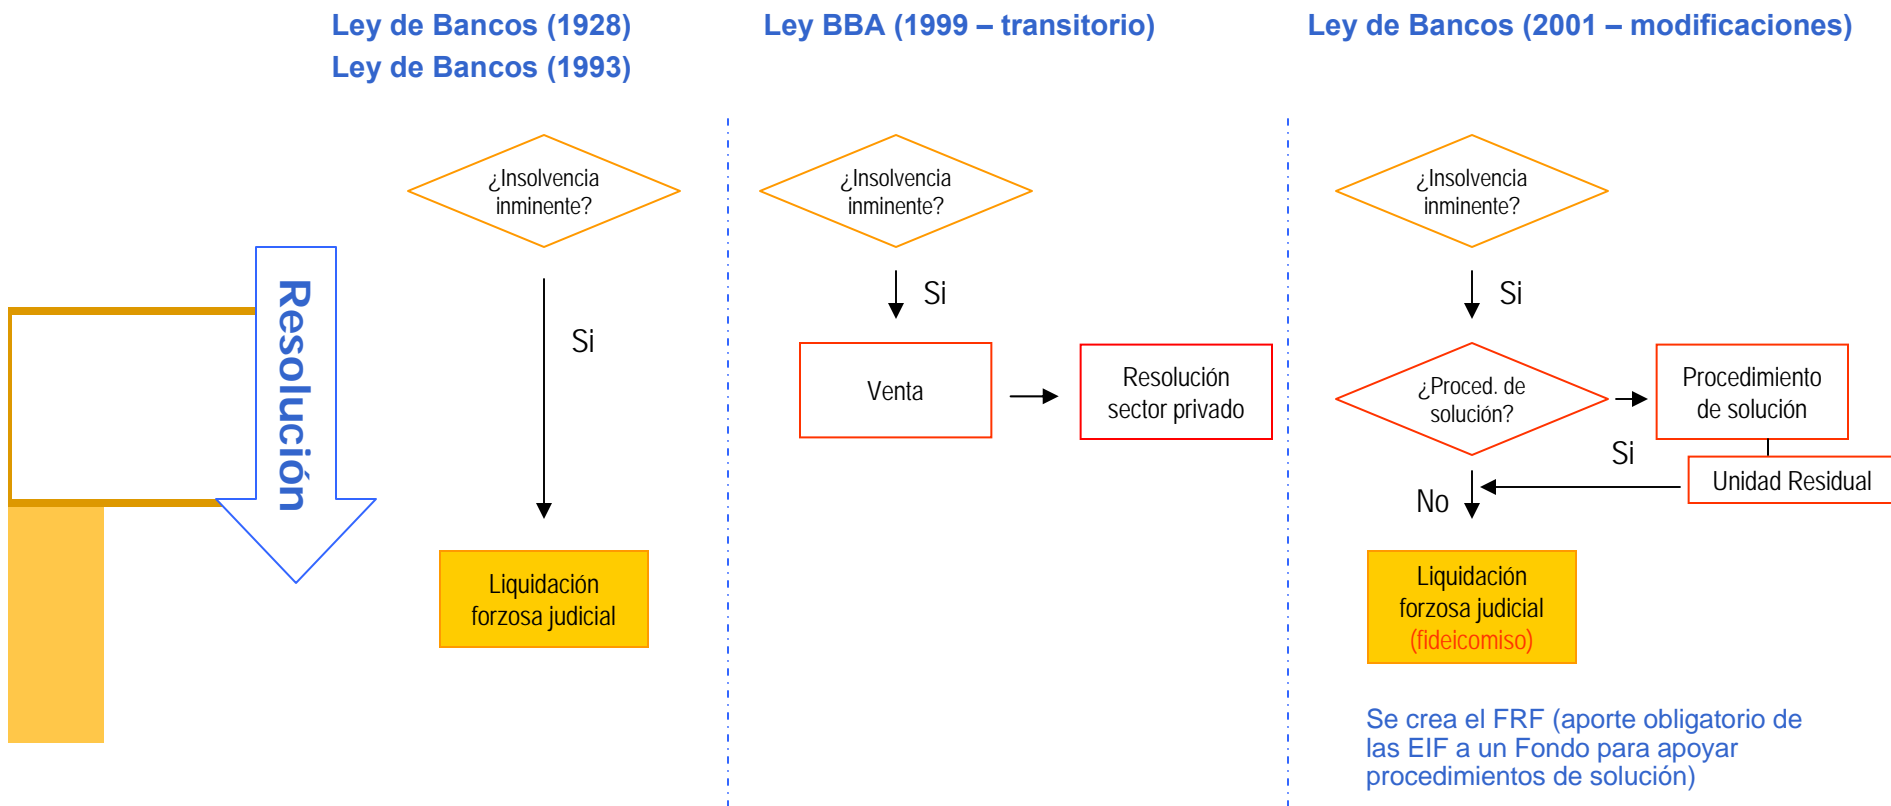 Ley de Bancos (1928)
Ley de Bancos (1993)
Ley BBA (1999 – transitorio)
Ley de Bancos (2001 – modificaciones)
Resolución
¿Insolvencia
inminente?
Si
Liquidación
forzosa judicial
¿Insolvencia
inminente?
Si
Venta
Resolución
sector privado
¿Insolvencia
inminente?
Si
¿Proced. de
solución?
Procedimiento
de solución
Si
Unidad Residual
No
Liquidación
forzosa judicial
(fideicomiso)
Se crea el FRF (aporte obligatorio de
las EIF a un Fondo para apoyar
procedimientos de solución)